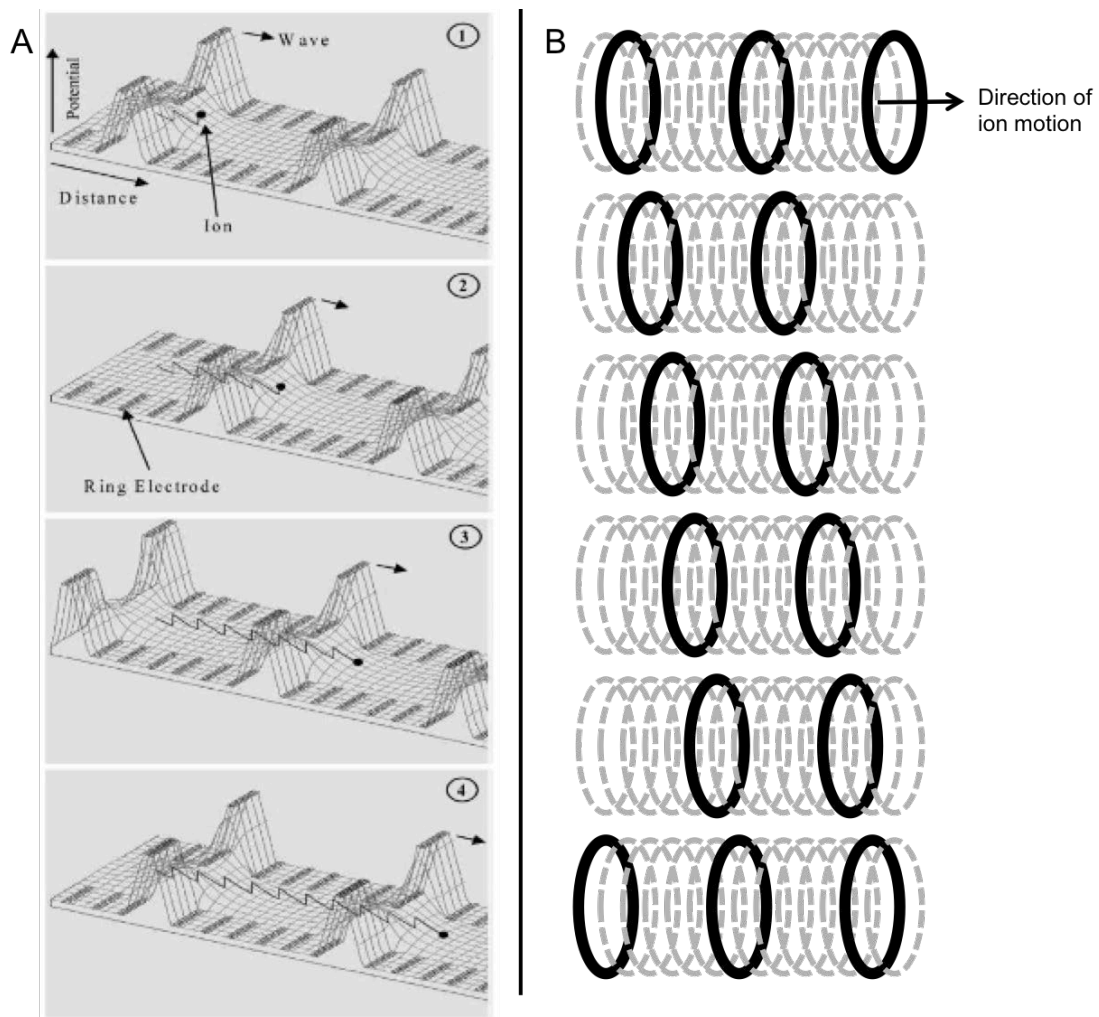 A
Potential
Wave
1
Distance
Ion
2
Ring Electrode
3
4
B
Direction of
ion motion